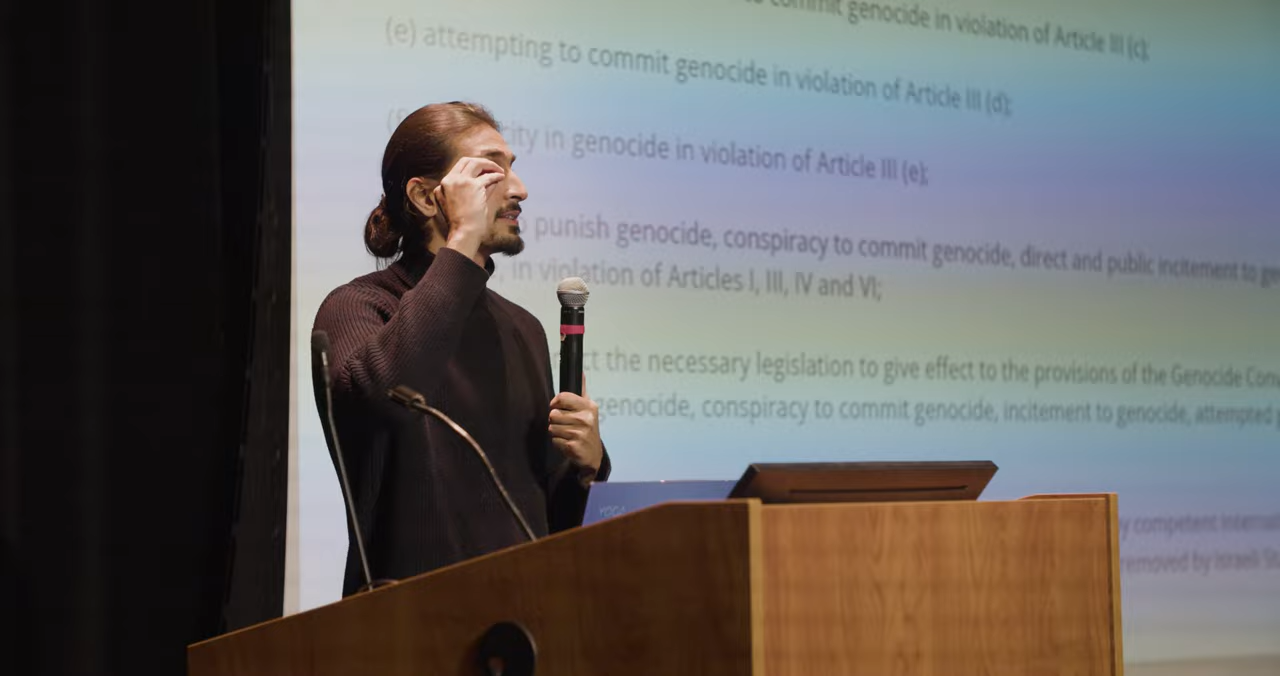 commit genocide in violation of Article III (c);
(e) attempting to commit genocide in violation of Article III (d);
in genocide in violation of Article III (e);
punish genocide, conspiracy to commit genocide, direct and public incitement to
in violation of Articles I, III, IV and VI;
the necessary legislation to give effect to the provisions of the Genocide
genocide, conspiracy to commit genocide, incitement to genocide, attempted
by competent
removed by Israeli